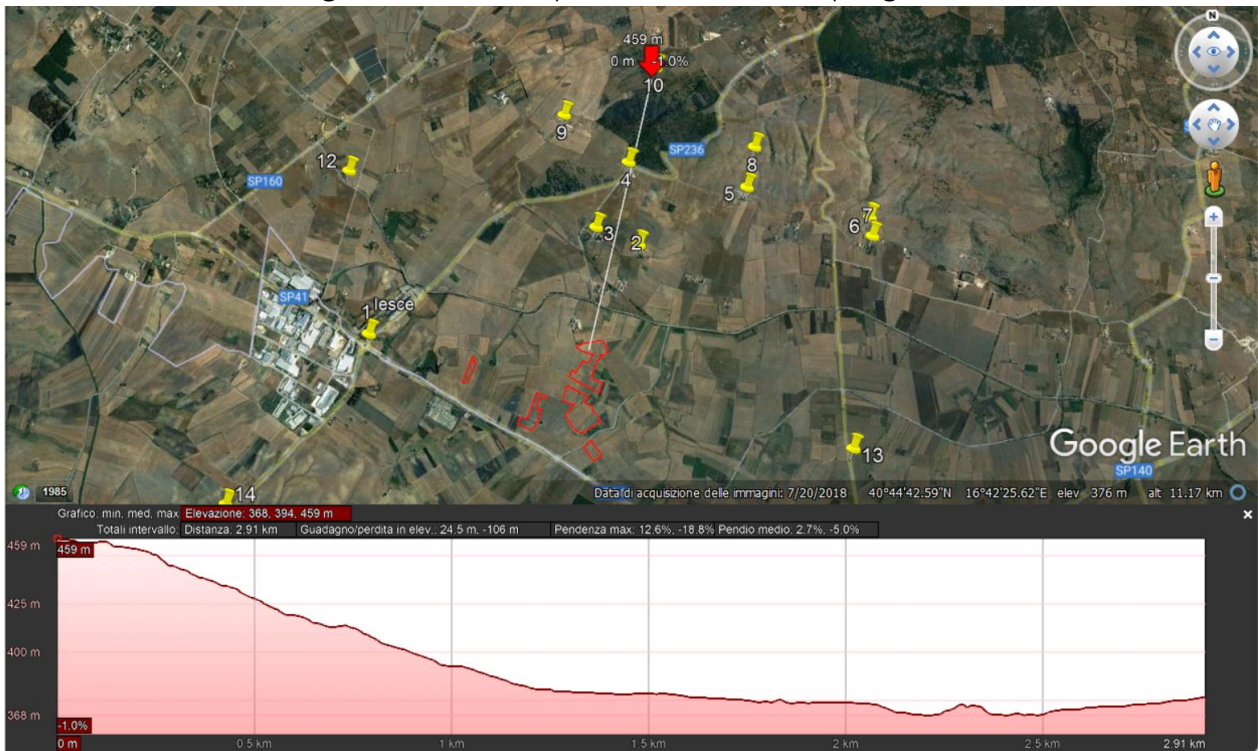 N
459 m
0 m -1.0%
10
9
SP236
8
12
SP160
4
5
7
3
6
2
SP41
1 Iesce
Google Earth
13
SP140
14
1985
Data di acquisizione delle immagini: 7/20/2018 40°44'42.59"N 16°42'25.62"E elev 376 m alt 11.17 km
Grafico: min, med, max Elevazione: 368, 394, 459 m
Totali intervallo: Distanza: 2.91 km Guadagno/perdita in elev.: 24.5 m, -106 m Pendenza max: 12.6%, -18.8% Pendio medio: 2.7%, -5.0%
459 m
459 m
425 m
400 m
368 m
-1.0%
0 m 0.5 km 1 km 1.5 km 2 km 2.5 km 2.91 km